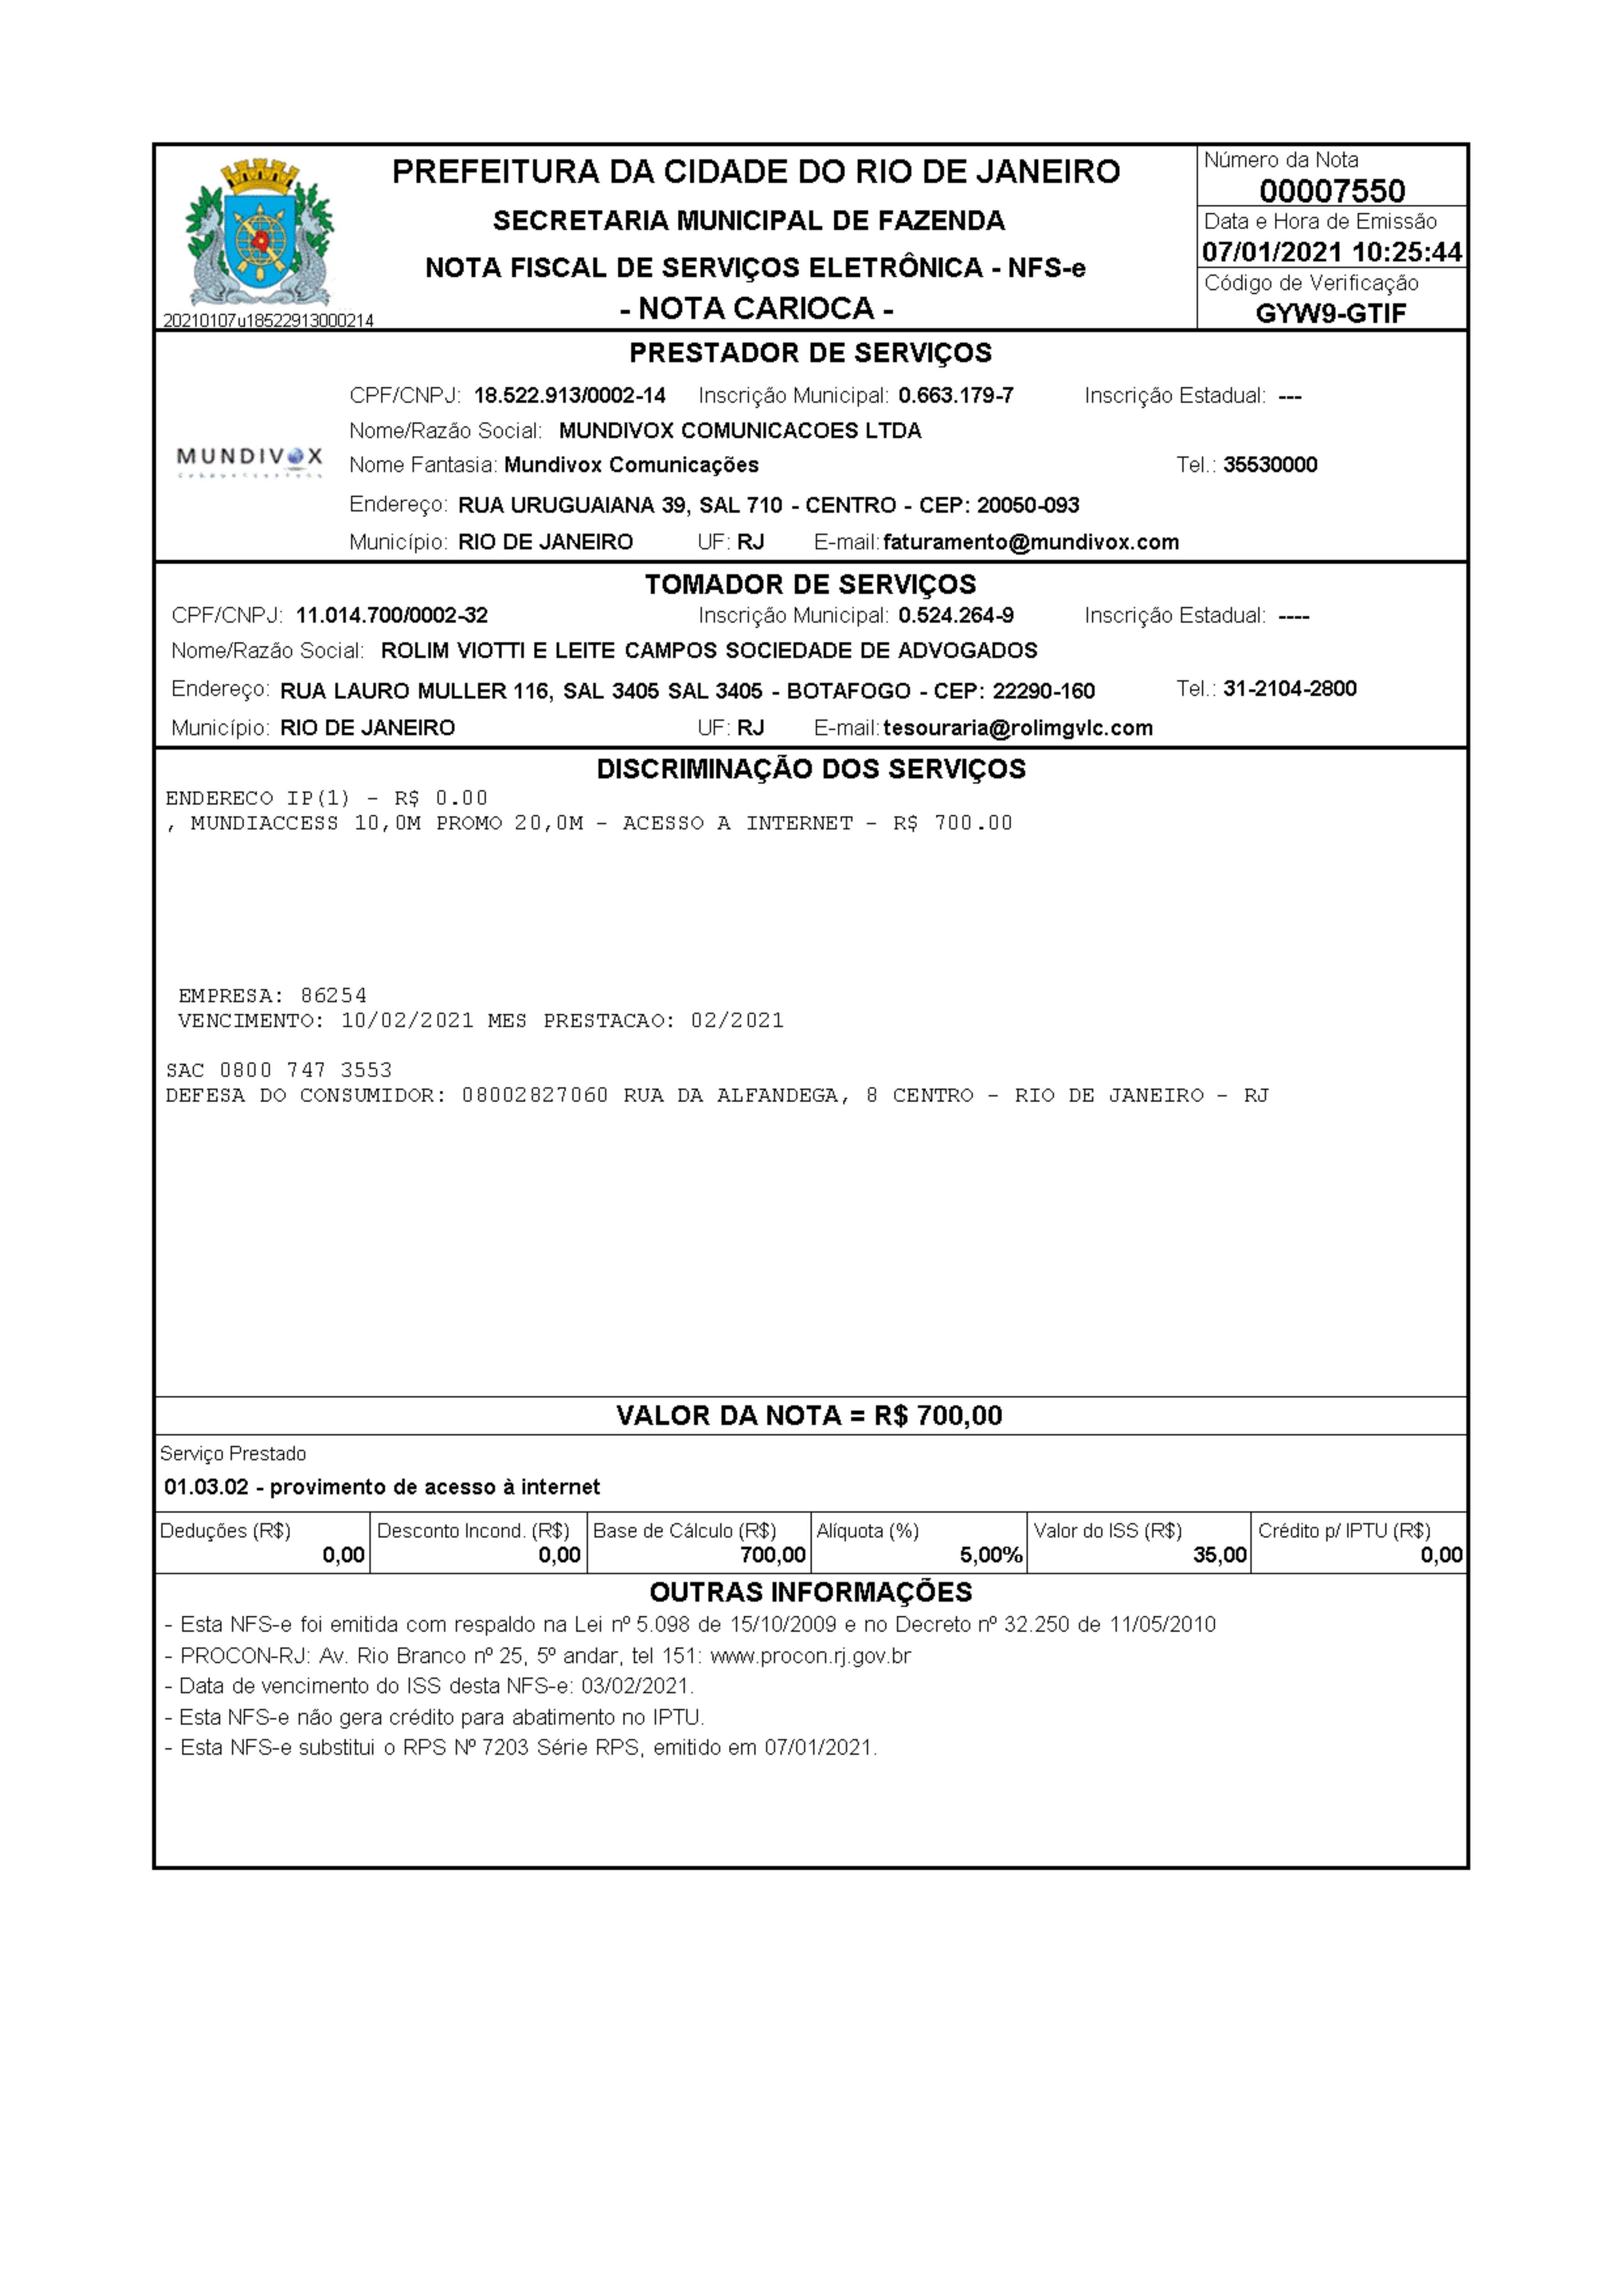 PREFEITURA DA CIDADE DO RIO DE JANEIRO
SECRETARIA MUNICIPAL DE FAZENDA
NOTA FISCAL DE SERVIÇOS ELETRÔNICA - NFS-e
- NOTA CARIOCA -
20210107u18522913000214
Número da Nota
00007550
Data e Hora de Emissão
07/01/2021 10:25:44
Código de Verificação
GYW9-GTIF
PRESTADOR DE SERVIÇOS
MUNDIVOX
CPF/CNPJ: 18.522.913/0002-14 Inscrição Municipal: 0.663.179-7 Inscrição Estadual: ---
Nome/Razão Social: MUNDIVOX COMUNICACOES LTDA
Nome Fantasia: Mundivox Comunicações Tel.: 35530000
Endereço: RUA URUGUAIANA 39, SAL 710 - CENTRO - CEP: 20050-093
Município: RIO DE JANEIRO UF: RJ E-mail: faturamento@mundivox.com
TOMADOR DE SERVIÇOS
CPF/CNPJ: 11.014.700/0002-32 Inscrição Municipal: 0.524.264-9 Inscrição Estadual: ----
Nome/Razão Social: ROLIM VIOTTI E LEITE CAMPOS SOCIEDADE DE ADVOGADOS
Endereço: RUA LAURO MULLER 116, SAL 3405 SAL 3405 - BOTAFOGO - CEP: 22290-160 Tel.: 31-2104-2800
Município: RIO DE JANEIRO UF: RJ E-mail: tesouraria@rolimgvlc.com
DISCRIMINAÇÃO DOS SERVIÇOS
ENDERECO IP(1) - R$ 0.00
, MUNDIACCESS 10,0M PROMO 20,0M - ACESSO A INTERNET - R$ 700.00
EMPRESA: 86254
VENCIMENTO: 10/02/2021 MES PRESTACAO: 02/2021
SAC 0800 747 3553
DEFESA DO CONSUMIDOR: 08002827060 RUA DA ALFANDEGA, 8 CENTRO - RIO DE JANEIRO - RJ
VALOR DA NOTA = R$ 700,00
Serviço Prestado
01.03.02 - provimento de acesso à internet
Deduções (R$) Desconto Incond. (R$) Base de Cálculo (R$) Alíquota (%) Valor do ISS (R$) Crédito p/ IPTU (R$)
0,00 0,00 700,00 5,00% 35,00 0,00
OUTRAS INFORMAÇÕES
- Esta NFS-e foi emitida com respaldo na Lei nº 5.098 de 15/10/2009 e no Decreto nº 32.250 de 11/05/2010
- PROCON-RJ: Av. Rio Branco nº 25, 5º andar, tel 151: www.procon.rj.gov.br
- Data de vencimento do ISS desta NFS-e: 03/02/2021.
- Esta NFS-e não gera crédito para abatimento no IPTU.
- Esta NFS-e substitui o RPS Nº 7203 Série RPS, emitido em 07/01/2021.